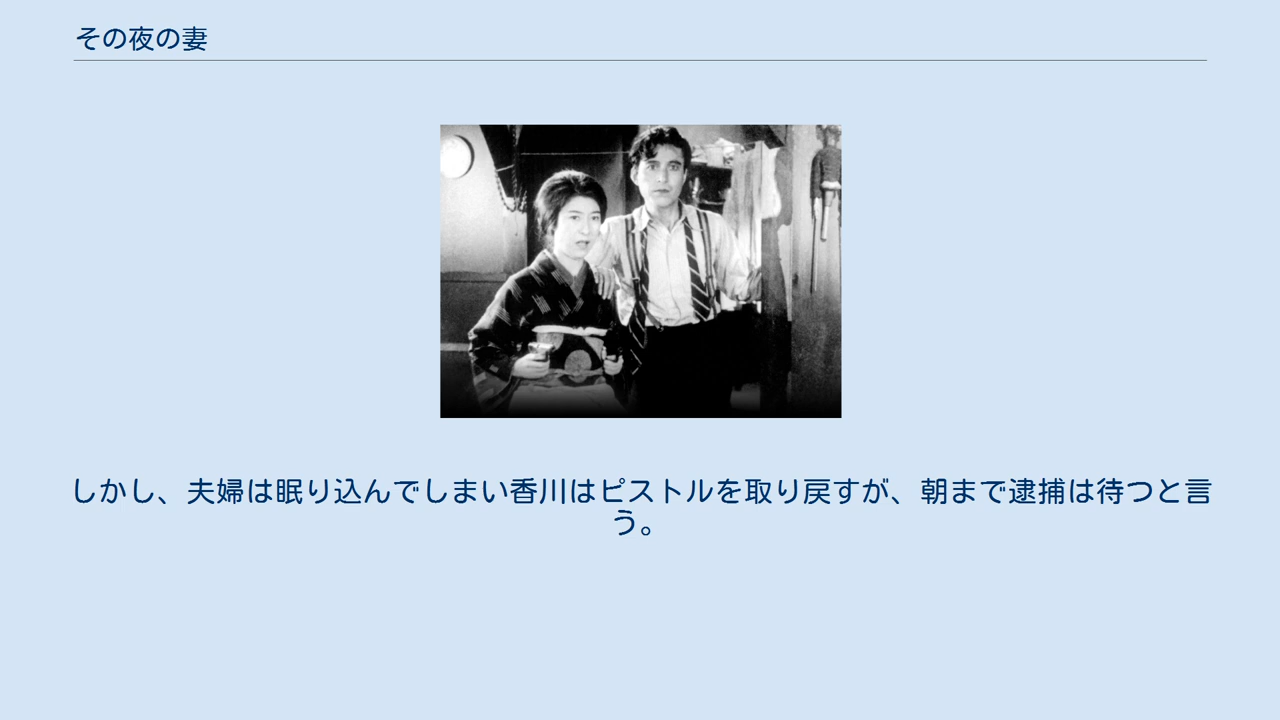 その夜の妻
しかし、夫婦は眠り込んでしまい香川はピストルを取り戻すが、朝まで逮捕は待つと言
う。